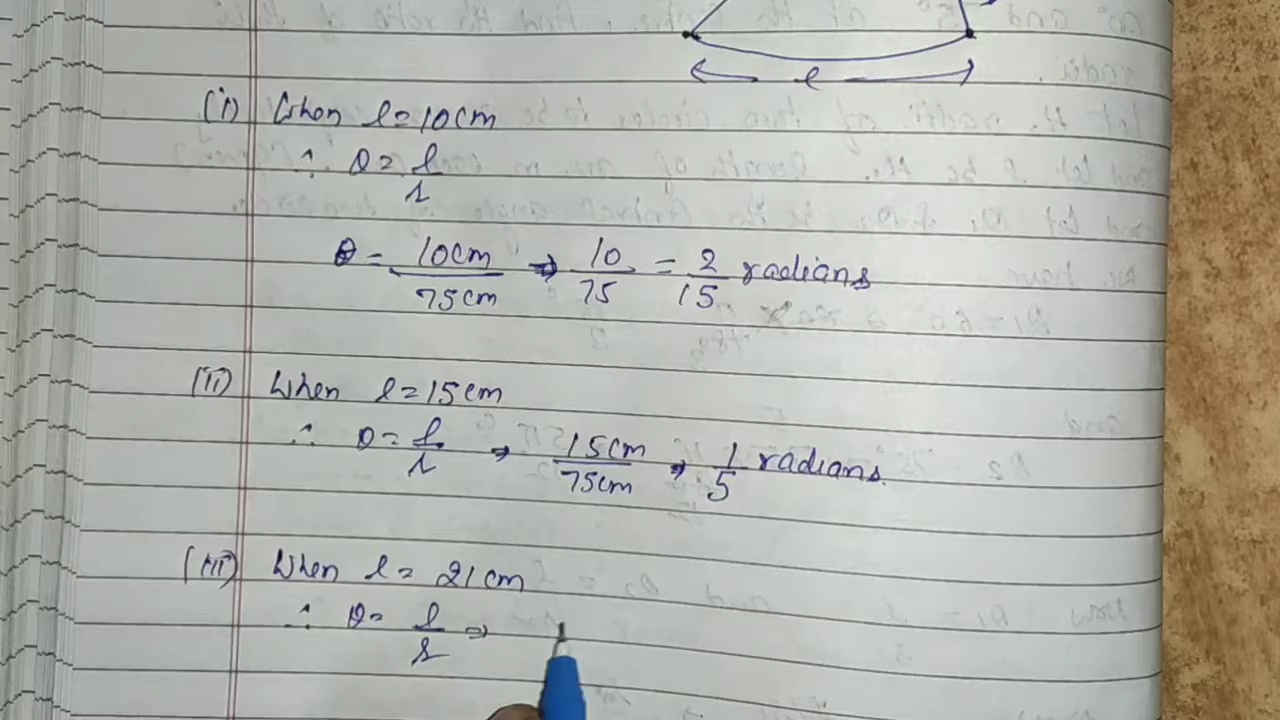 l
(i) When l = 10cm
∴ θ = l/r
θ = 10cm/75cm ⇒ 10/75 = 2/15 radians
(ii) When l = 15cm
∴ θ = l/r ⇒ 15cm/75cm ⇒ 1/5 radians.
(iii) When l = 21cm
∴ θ = l/r ⇒